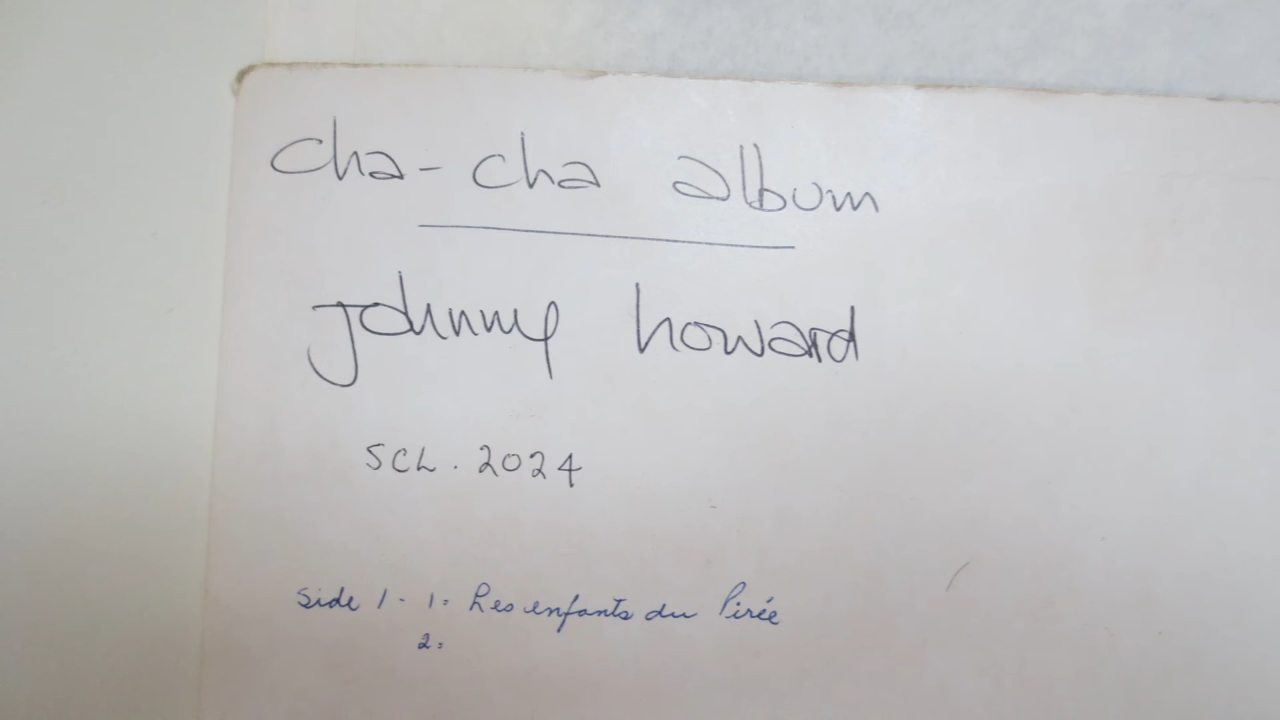 Cha-Cha album
Johnny howard
SCL. 2024
Side 1. 1: Les enfants du Pirée
2: